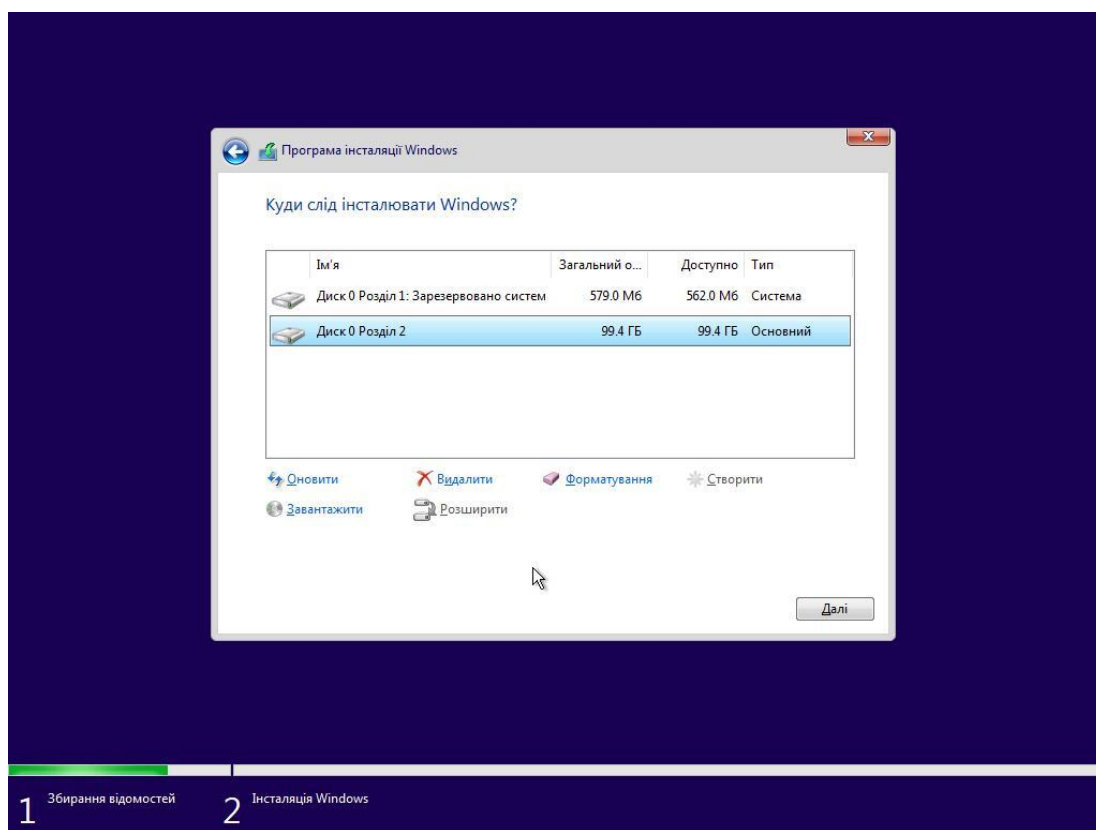 Програма інсталяції Windows
Куди слід інсталювати Windows?
Ім'я Загальний о... Доступно Тип
Диск 0 Розділ 1: Зарезервовано систем 579.0 Мб 562.0 Мб Система
Диск 0 Розділ 2 99.4 ГБ 99.4 ГБ Основний
Оновити Видалити Форматування Створити
Завантажити Розширити
Далі
1 Збирання відомостей 2 Інсталяція Windows